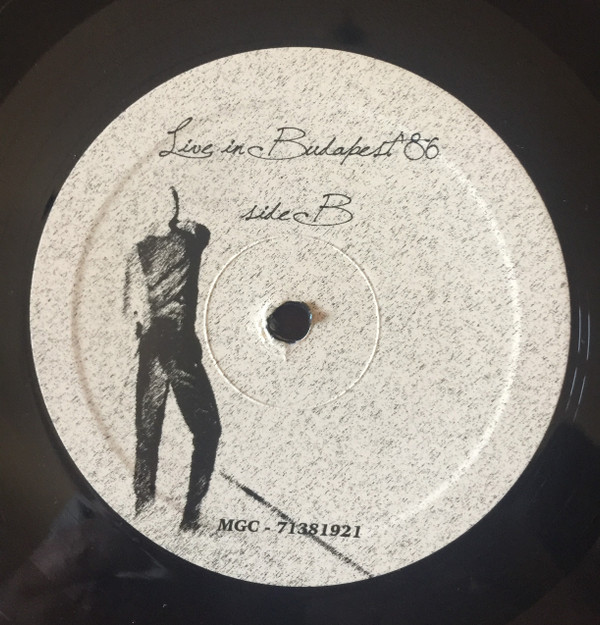 Live in Budapest '86
side B
MGC - 71381921